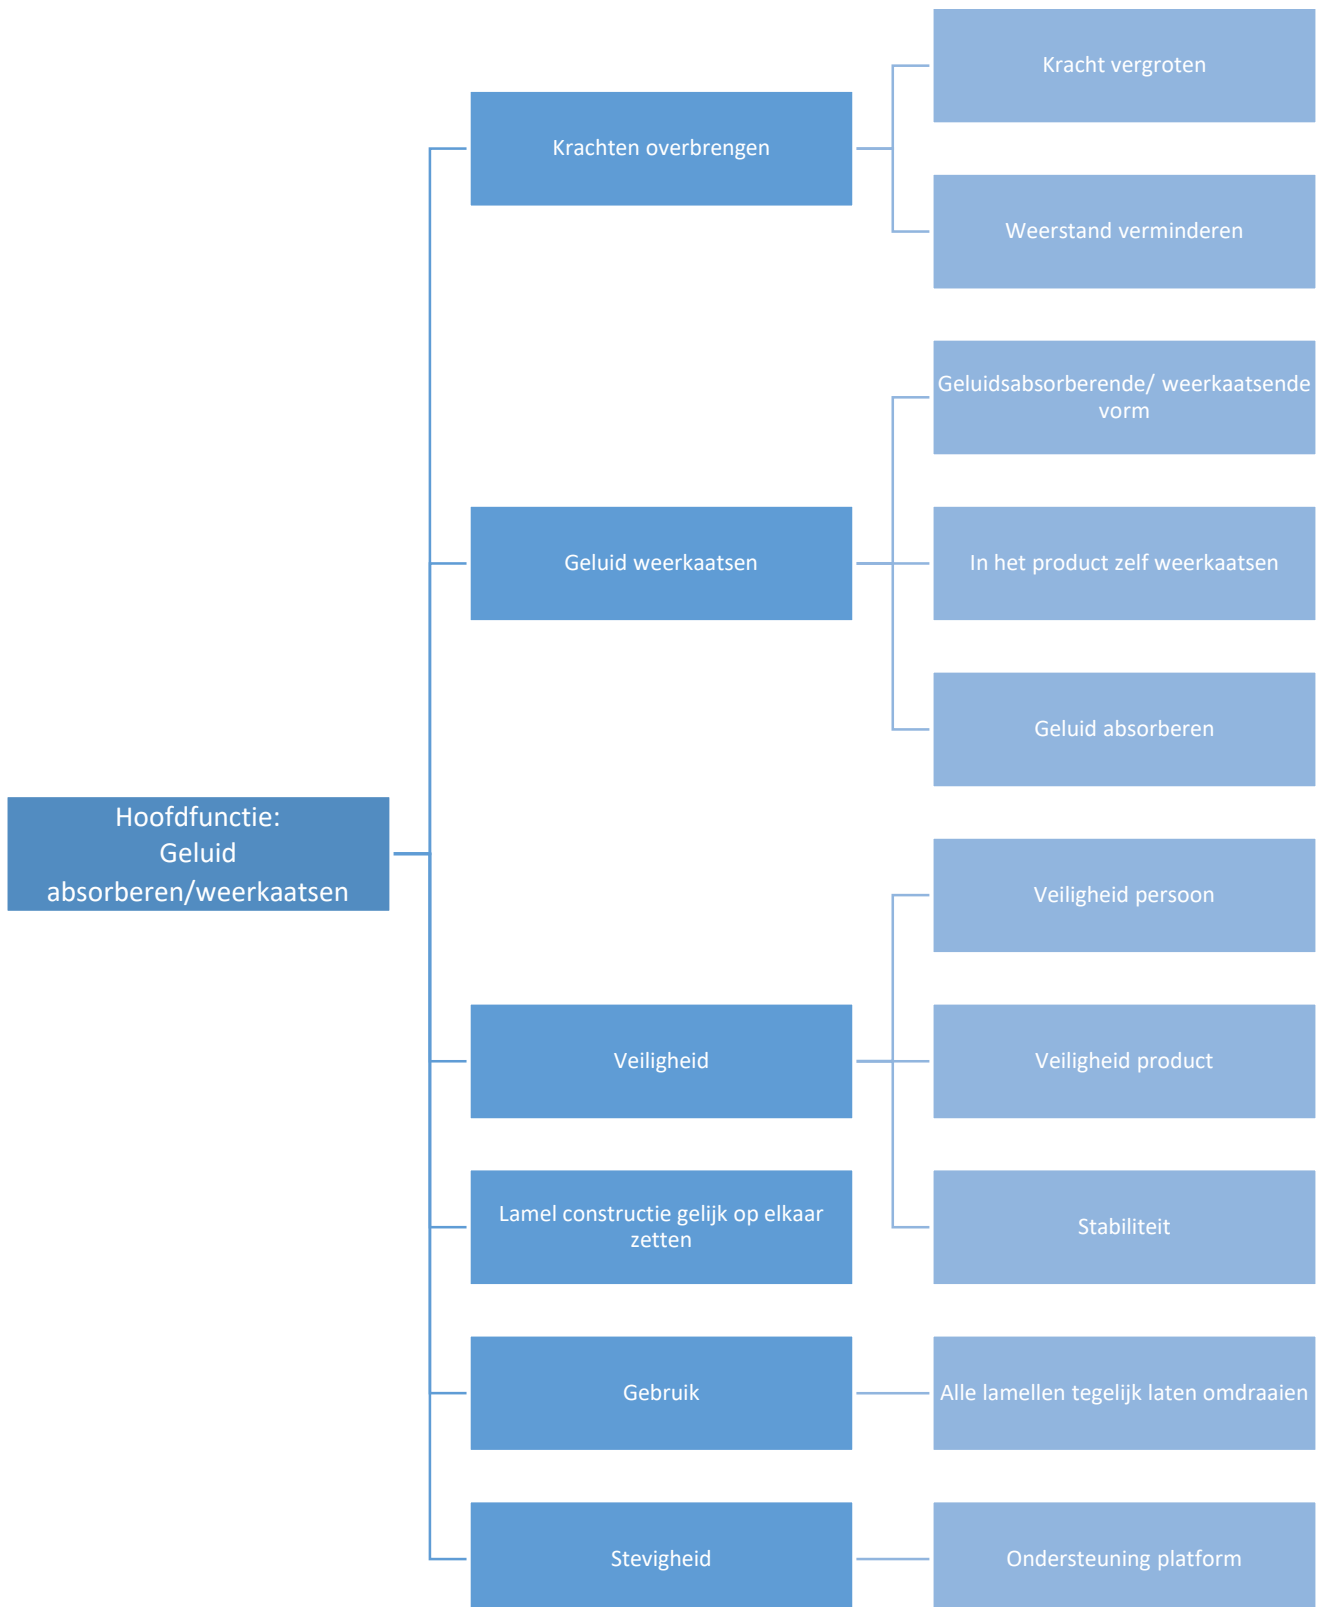 Hoofdfunctie:
Geluid
absorberen/weerkaatsen
Krachten overbrengen
Kracht vergroten
Weerstand verminderen
Geluid weerkaatsen
Geluidsabsorberende/ weerkaatsende
vorm
In het product zelf weerkaatsen
Geluid absorberen
Veiligheid
Veiligheid persoon
Veiligheid product
Stabiliteit
Lamel constructie gelijk op elkaar
zetten
Gebruik
Alle lamellen tegelijk laten omdraaien
Stevigheid
Ondersteuning platform